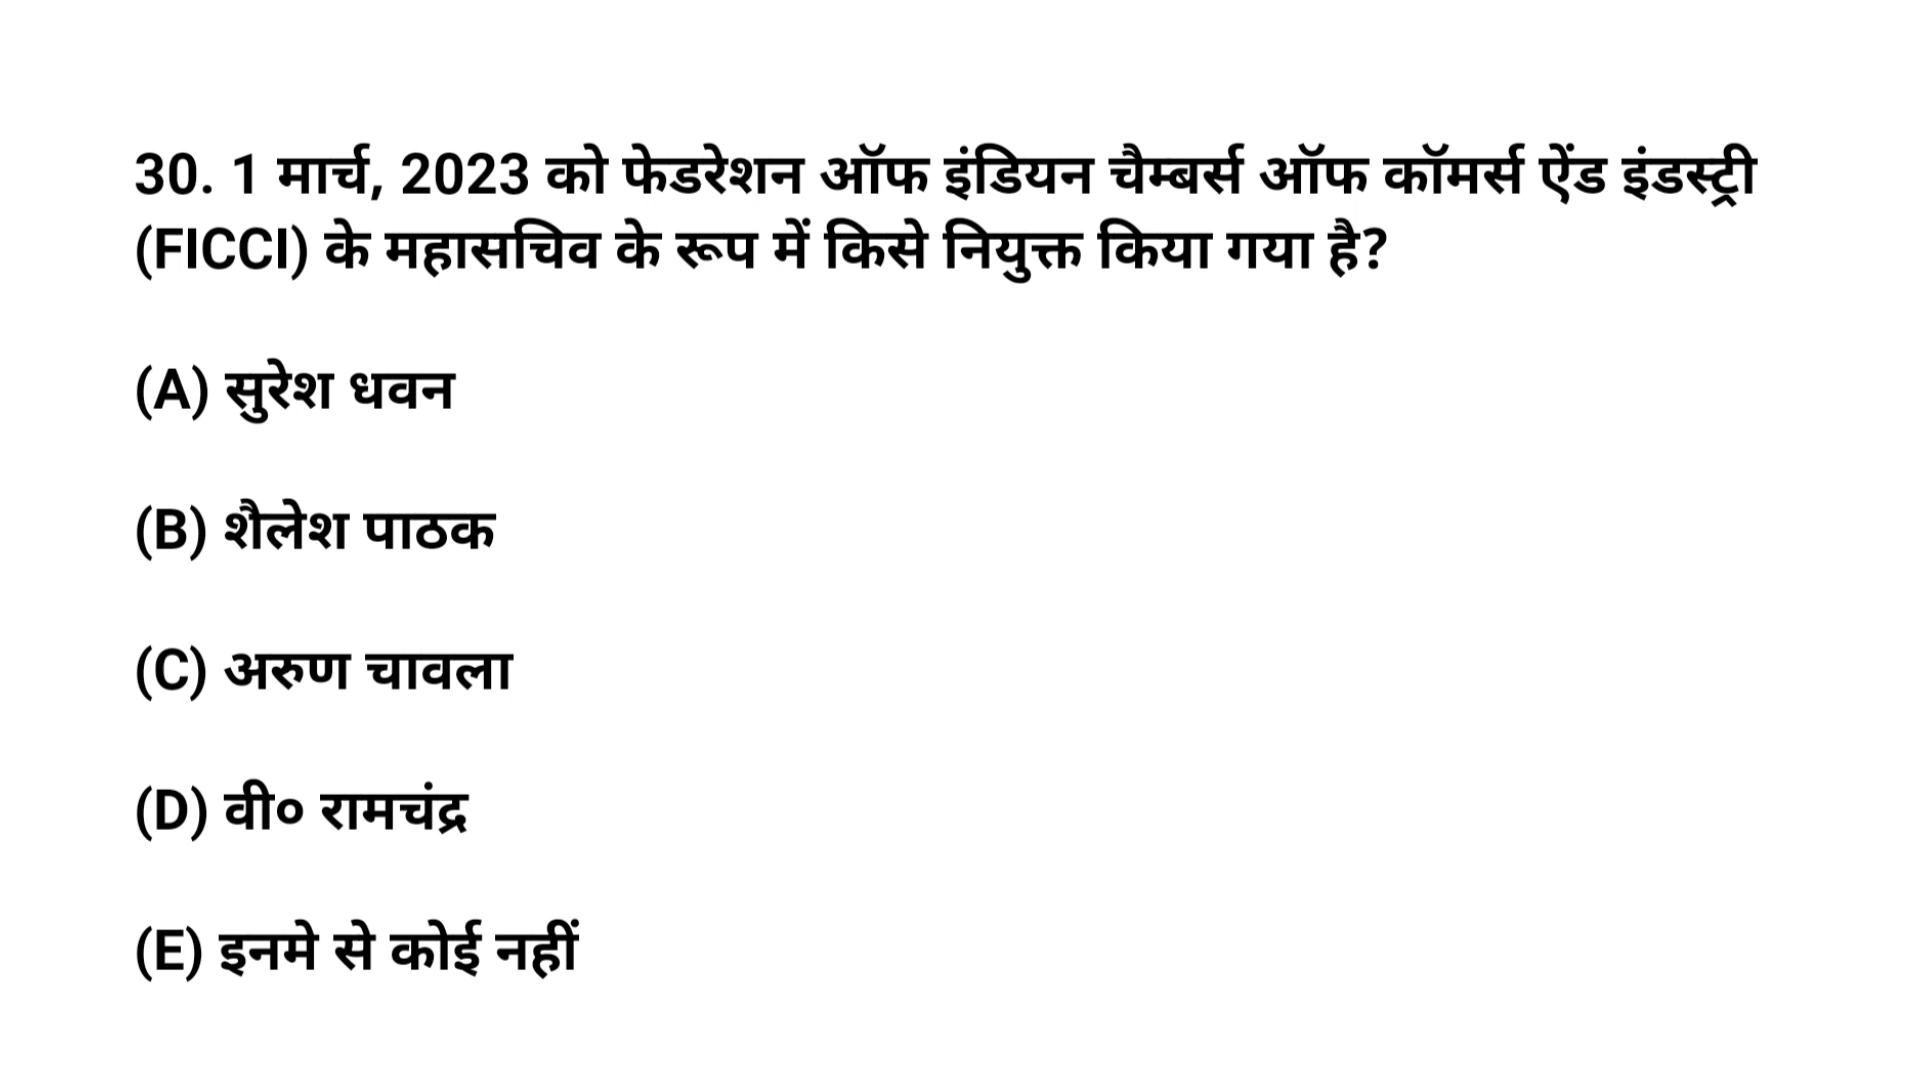 30. 1 मार्च, 2023 को फेडरेशन ऑफ इंडियन चैम्बर्स ऑफ कॉमर्स ऐंड इंडस्ट्री
(FICCI) के महासचिव के रूप में किसे नियुक्त किया गया है?
(A) सुरेश धवन
(B) शैलेश पाठक
(C) अरुण चावला
(D) वी० रामचंद्र
(E) इनमे से कोई नहीं